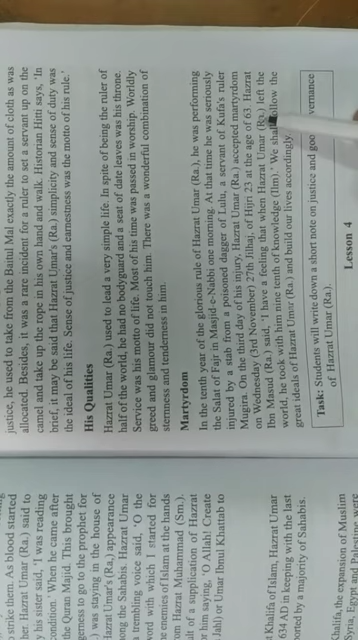 justice, he used to take from the Baitul Mal exactly the amount of cloth as was
allocated. Besides, it was a rare incident for a ruler to set a servant up on the
camel and take up the rope in his own hand and walk. Historian Hitti says, 'In
brief, it may be said that Hazrat Umar's (Ra.) simplicity and sense of duty was
the ideal of his life. Sense of justice and earnestness was the motto of his rule.'
His Qualities
Hazrat Umar (Ra.) used to lead a very simple life. In spite of being the ruler of
half of the world, he had no bodyguard and a seat of date leaves was his throne.
Service was his motto of life. Most of his time was passed in worship. Worldly
greed and glamour did not touch him. There was a wonderful combination of
sternness and tenderness in him.
Martyrdom
In the tenth year of the glorious rule of Hazrat Umar (Ra.), he was performing
the Salat of Fajr in Masjid-e-Nabbi one morning. At that time he was seriously
injured by a stab from a poisoned dagger of Lulu, a servant of Kufa's ruler
Mugira. On the third day of his injury, Hazrat Umar (Ra.) accepted martyrdom
on Wednesday (3rd November) 27th Jilhaj, of Hijri 23 at the age of 63. Hazrat
Ibn Masud (Ra.) said, 'I have a feeling that when Hazrat Umar (Ra.) left the
world, he took with him nine tenth of knowledge (Ilm).' We shall follow the
great ideals of Hazrat Umar (Ra.) and build our lives accordingly.
Task: Students will write down a short note on justice and goo vernance
of Hazrat Umar (Ra.).
Lesson 4
strike them. As blood started
her. Hazrat Umar (Ra.) said to
y his sister said, 'I was reading
condition. 'When he came after
the Quran Majid. This brought
geness to go to the prophet for
) was staying in the house of
Hazrat Umar's (Ra.) appearance
ong the Sahabis. Hazrat Umar
a trembling voice said, 'O the
word with which I started for
e enemies of Islam at the hands
om Hazrat Muhammad (Sm.).
ult of a supplication of Hazrat
r him saying, 'O Allah! Create
Jahl) or Umar Ibnul Khattab to
t Khalifa of Islam, Hazrat Umar
634 AD in keeping with the last
orted by a majority of Sahabis.
Chalifa, the expansion of Muslim
ria, Egypt and Palestine were